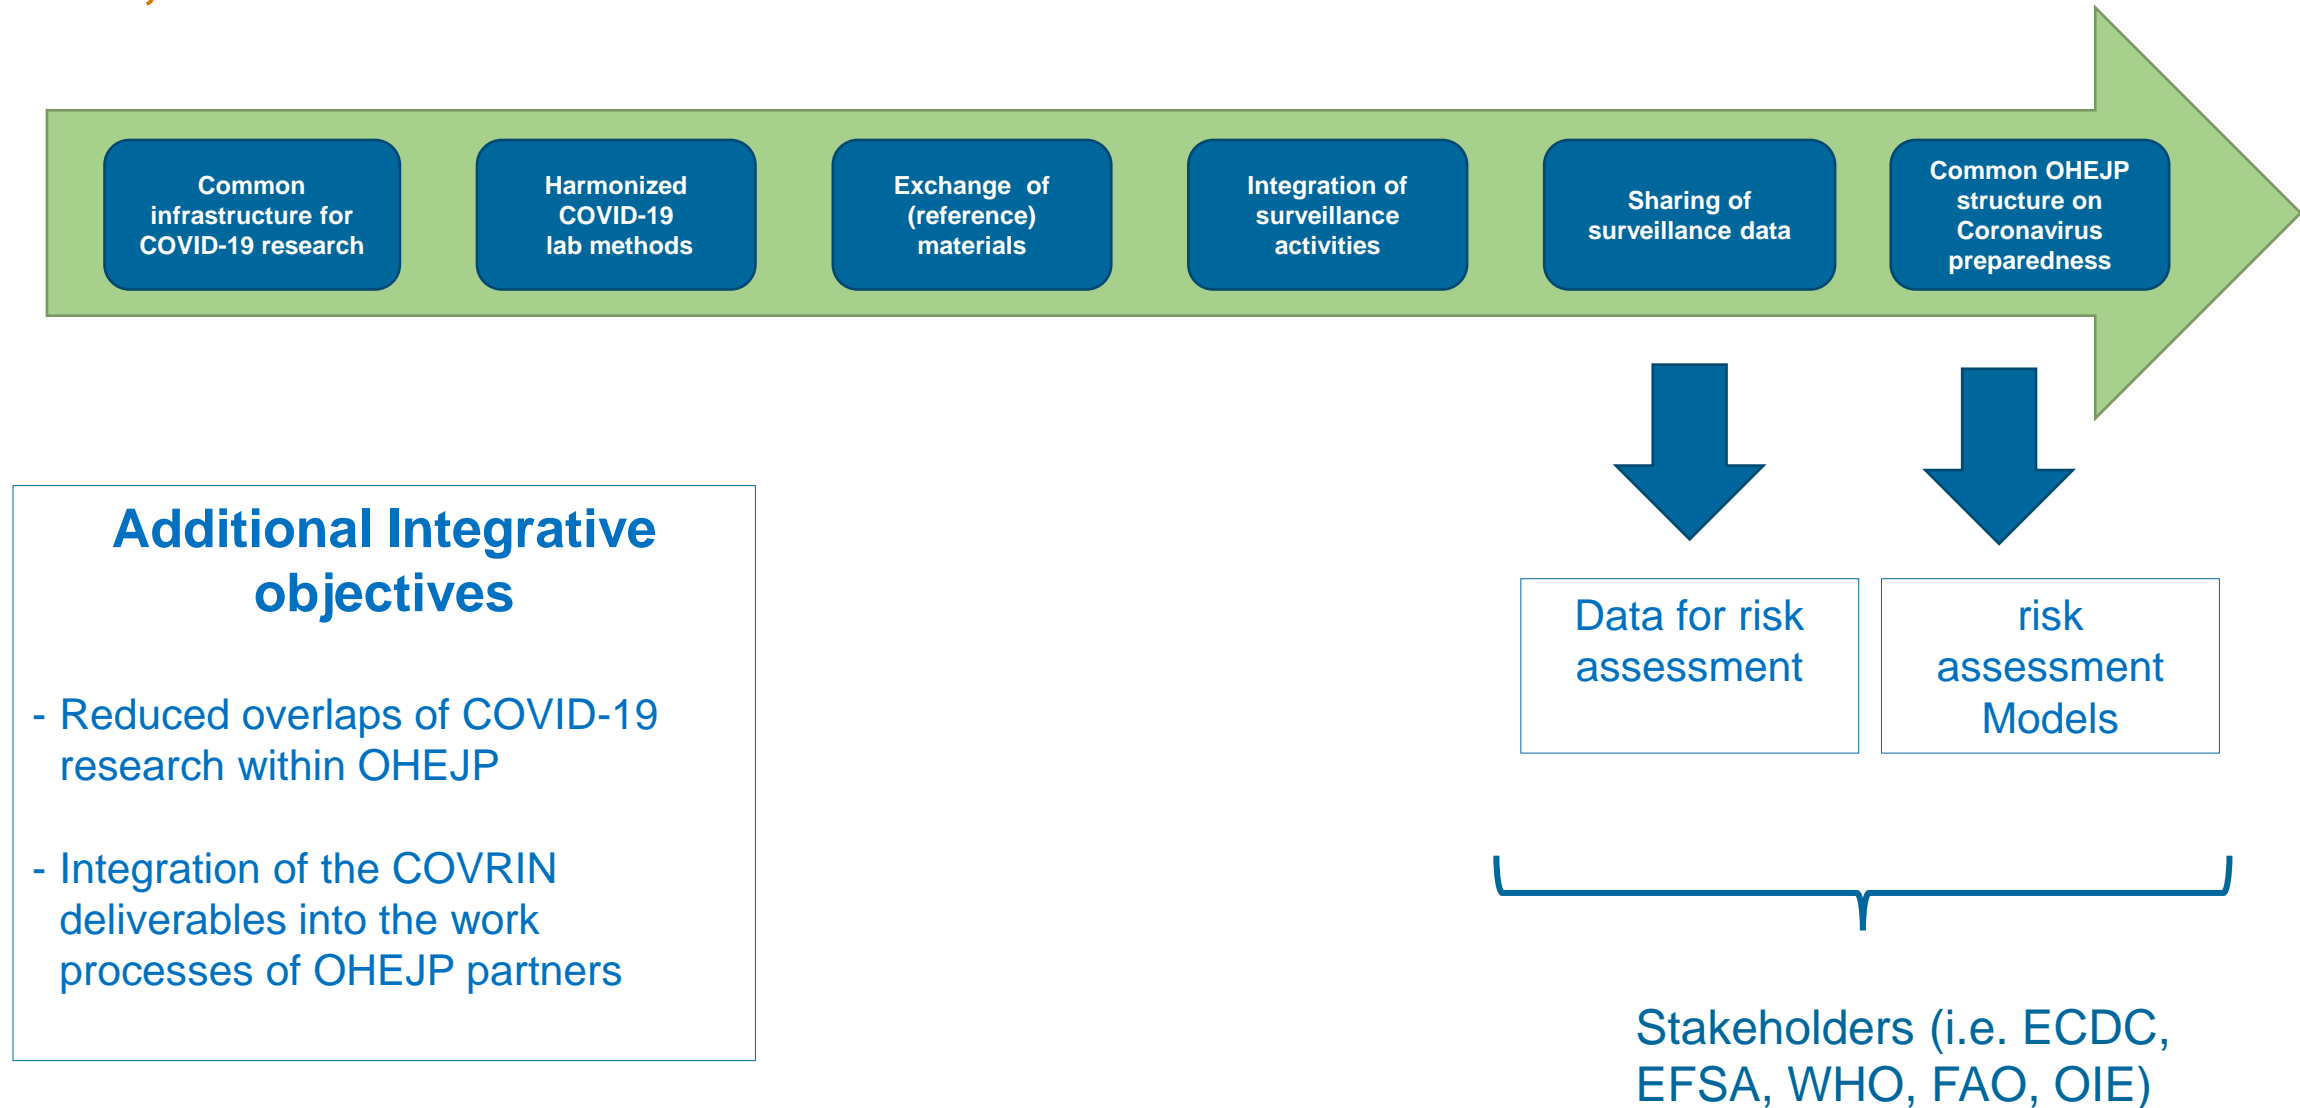 Common
infrastructure for
COVID-19 research
Harmonized
COVID-19
lab methods
Exchange of
(reference)
materials
Integration of
surveillance
activities
Sharing of
surveillance data
Common OHEJP
structure on
Coronavirus
preparedness
Additional Integrative
objectives
- Reduced overlaps of COVID-19
research within OHEJP
- Integration of the COVRIN
deliverables into the work
processes of OHEJP partners
Data for risk
assessment
risk
assessment
Models
Stakeholders (i.e. ECDC,
EFSA, WHO, FAO, OIE)